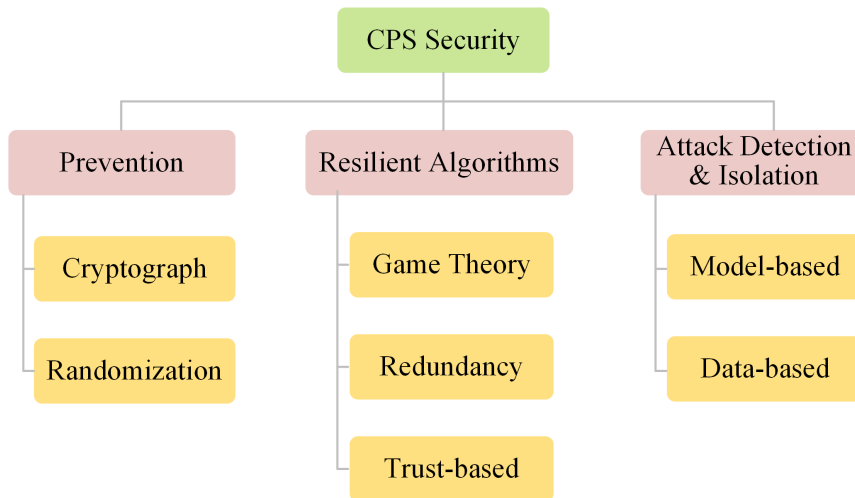 CPS Security
Prevention
Resilient Algorithms
Attack Detection
& Isolation
Cryptograph
Game Theory
Model-based
Randomization
Redundancy
Data-based
Trust-based